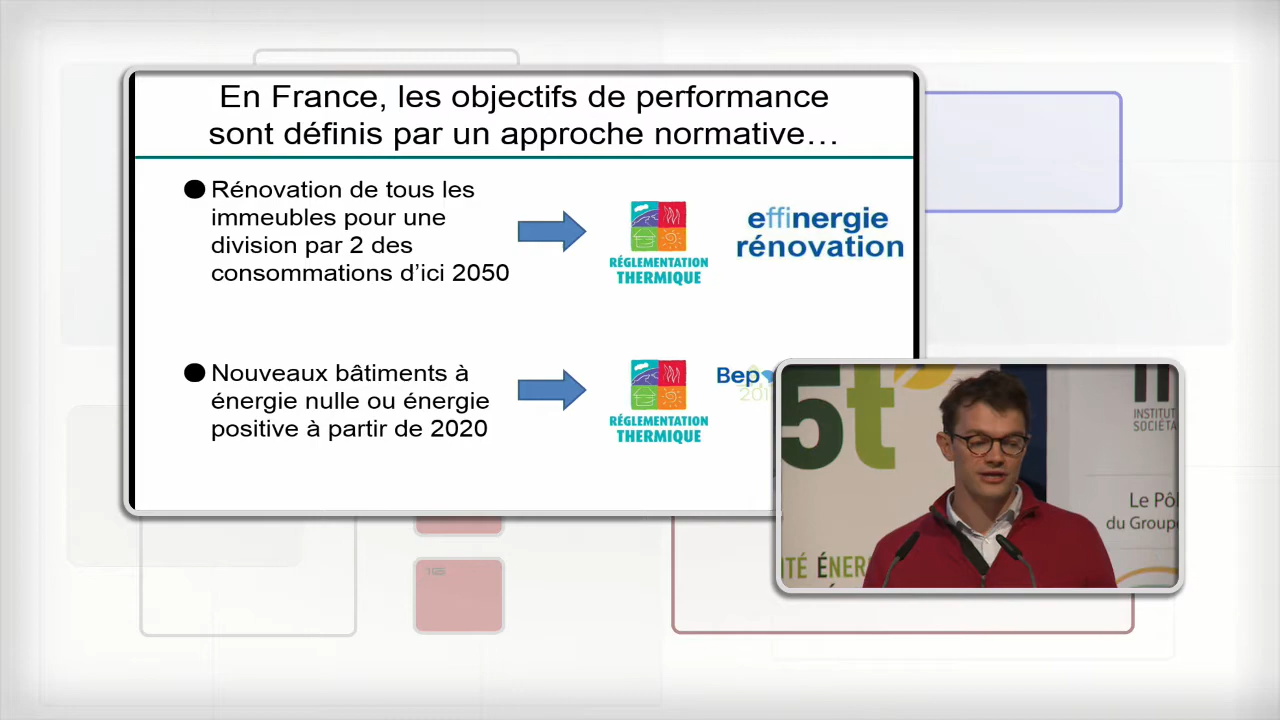 En France, les objectifs de performance
sont définis par un approche normative…
Rénovation de tous les
immeubles pour une
division par 2 des
consommations d’ici 2050
RÉGLEMENTATION
THERMIQUE
effinergie
rénovation
Nouveaux bâtiments à
énergie nulle ou énergie
positive à partir de 2020
RÉGLEMENTATION
THERMIQUE
Bep
5t
INSTITUT
SOCIÉTA
Le Pôl
du Groupe
ITÉ ÉNER